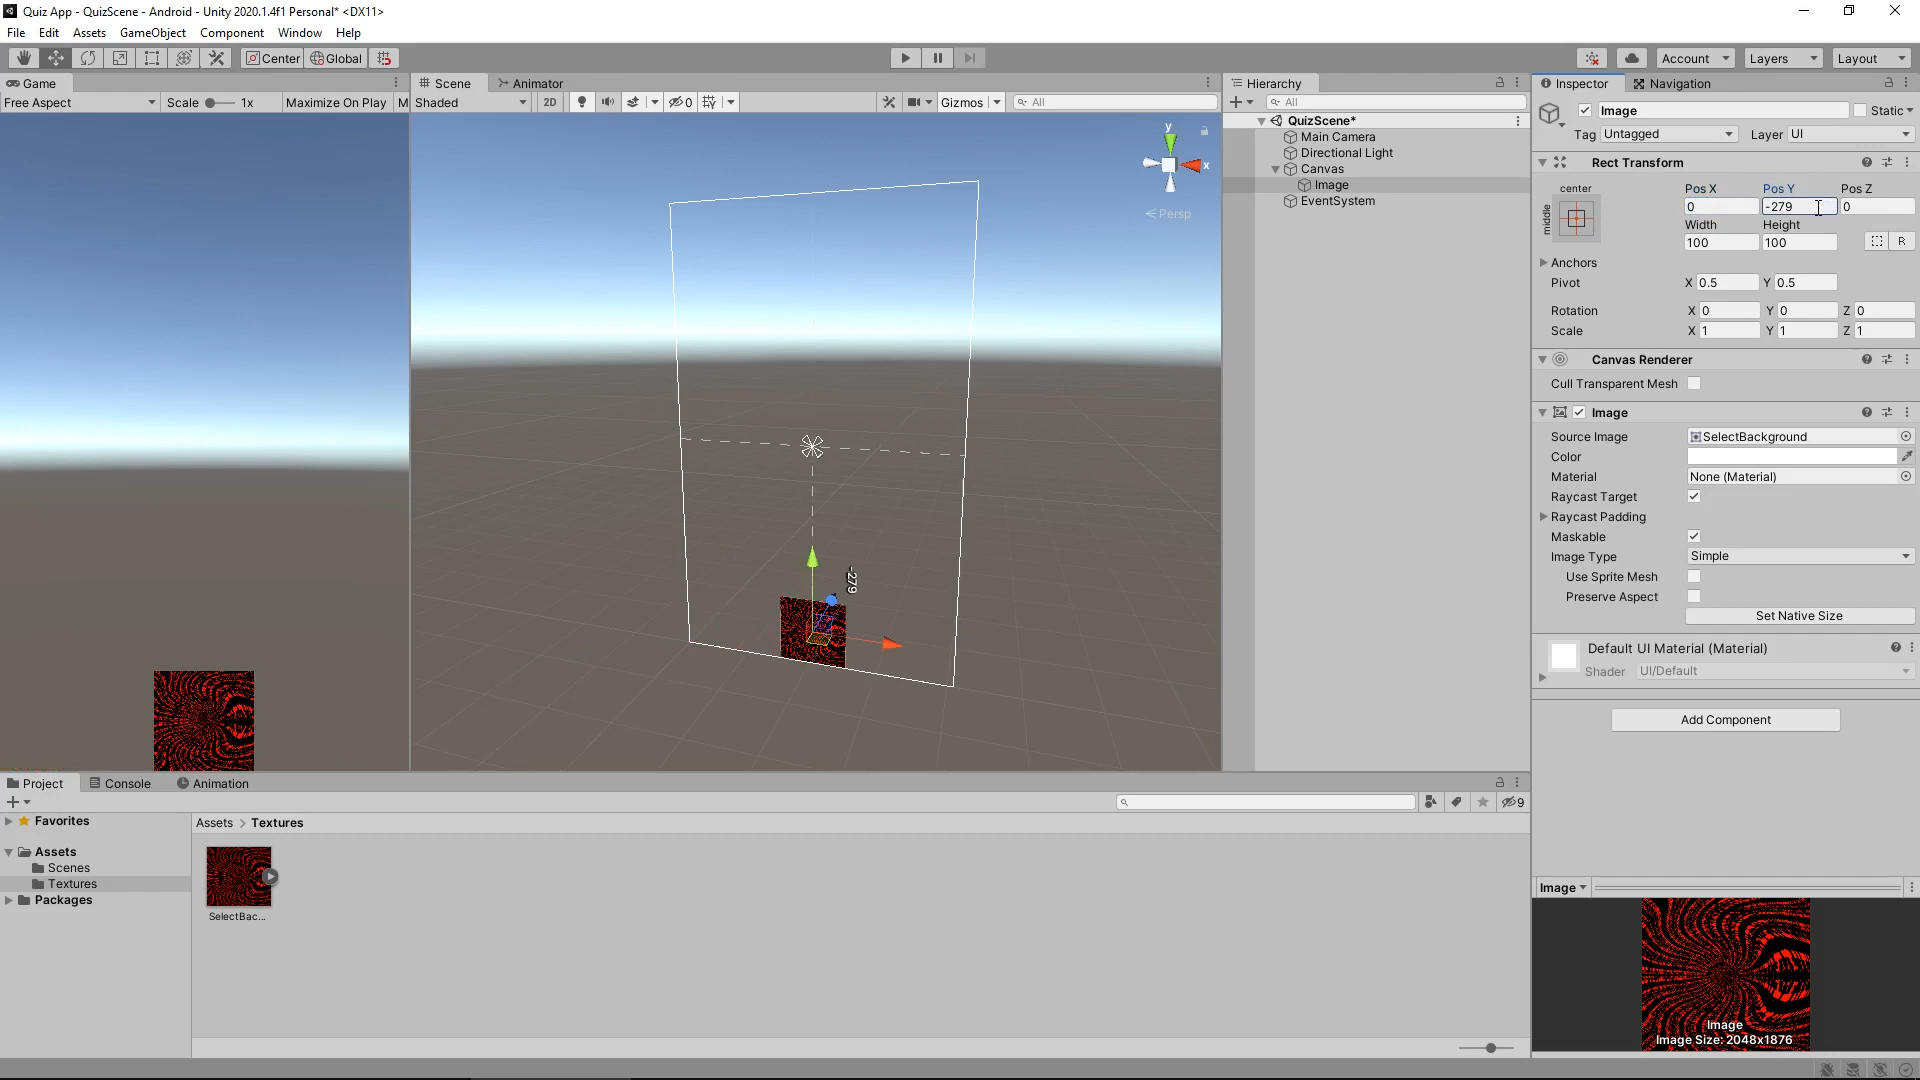 Quiz App - QuizScene - Android - Unity 2020.1.4f1 Personal* <DX11>
File Edit Assets GameObject Component Window Help
Center Global Account Layers Layout
Game
Free Aspect Scale 1x Maximize On Play M
Scene Animator
Shaded 2D 0 Gizmos All
y
x
Persp
-279
Hierarchy
All
QuizScene*
Main Camera
Directional Light
Canvas
Image
EventSystem
Inspector Navigation
Image Static
Tag Untagged Layer UI
Rect Transform
center
middle
Pos X Pos Y Pos Z
0 -279 0
Width Height
100 100 R
Anchors
Pivot X 0.5 Y 0.5
Rotation X 0 Y 0 Z 0
Scale X 1 Y 1 Z 1
Canvas Renderer
Cull Transparent Mesh
Image
Source Image SelectBackground
Color
Material None (Material)
Raycast Target
Raycast Padding
Maskable
Image Type Simple
Use Sprite Mesh
Preserve Aspect
Set Native Size
Default UI Material (Material)
Shader UI/Default
Add Component
Image
Image
Image Size: 2048x1876
Project Console Animation
9
Favorites
Assets
Scenes
Textures
Packages
Assets > Textures
SelectBac...